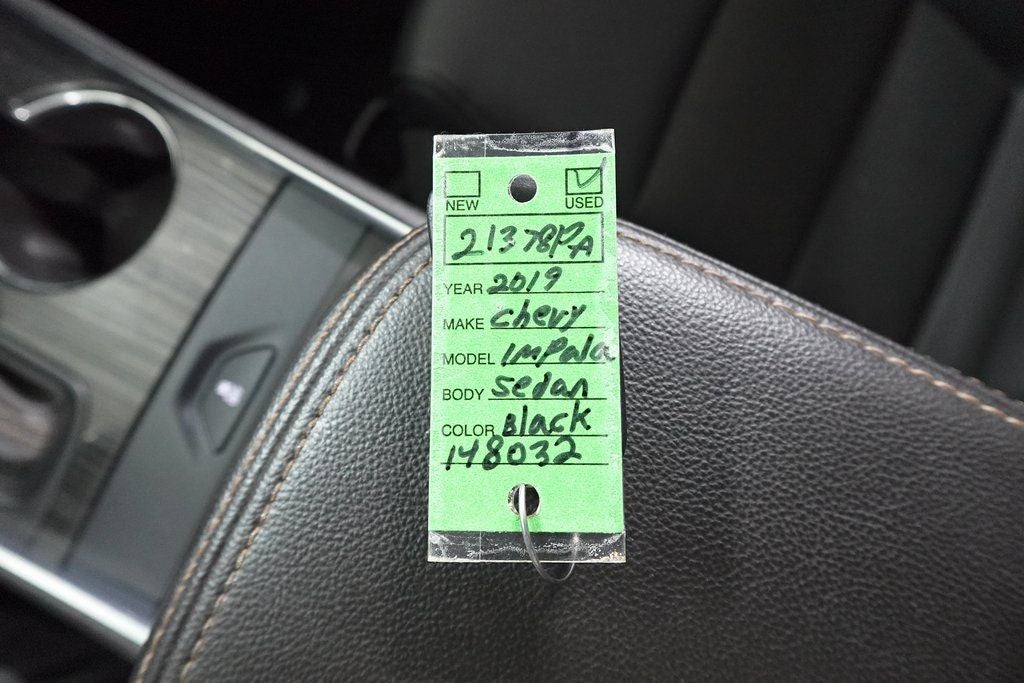 NEW USED
21378PA
YEAR 2019
MAKE chevy
MODEL Impala
BODY sedan
COLOR Black
148032